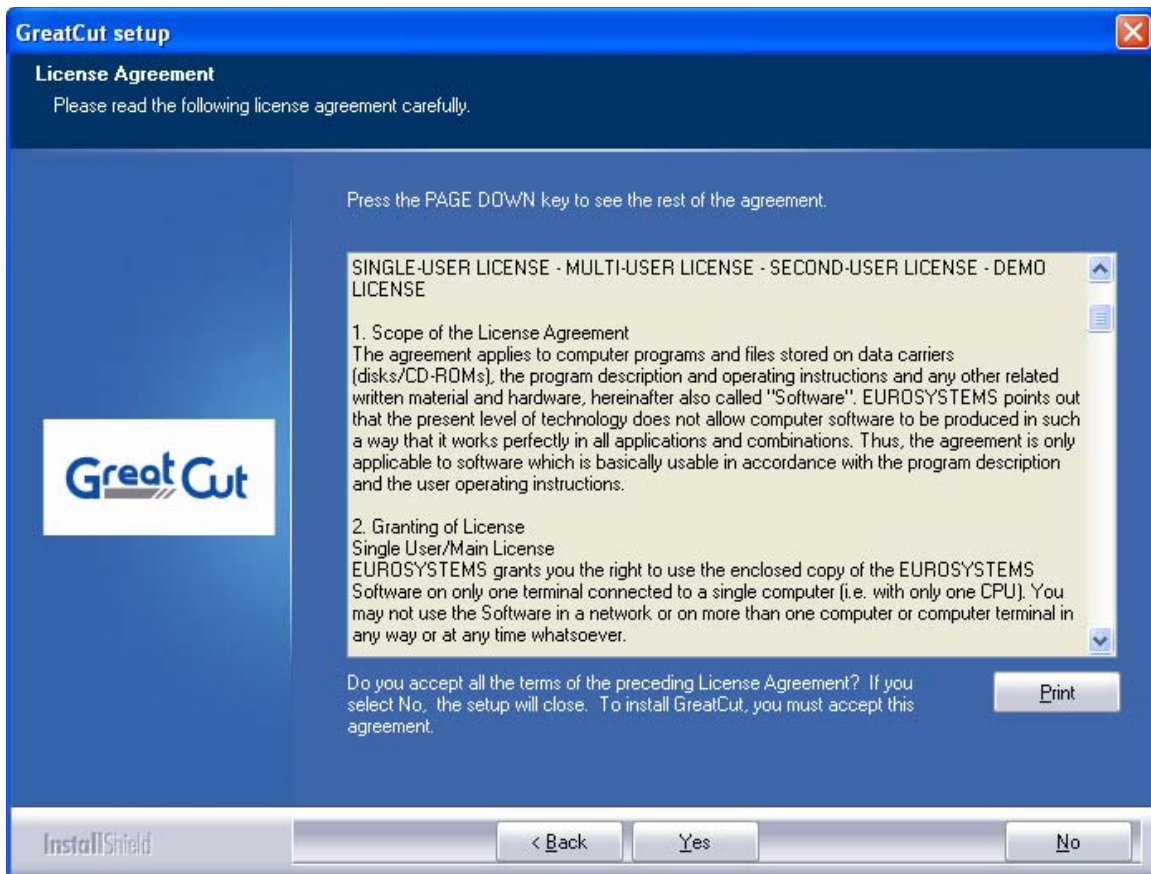 GreatCut setup
License Agreement
Please read the following license agreement carefully.
Press the PAGE DOWN key to see the rest of the agreement.
SINGLE-USER LICENSE - MULTI-USER LICENSE - SECOND-USER LICENSE - DEMO
LICENSE
1. Scope of the License Agreement
The agreement applies to computer programs and files stored on data carriers
(disks/CD-ROMs), the program description and operating instructions and any other related
written material and hardware, hereinafter also called "Software". EUROSYSTEMS points out
that the present level of technology does not allow computer software to be produced in such
a way that it works perfectly in all applications and combinations. Thus, the agreement is only
applicable to software which is basically usable in accordance with the program description
and the user operating instructions.
2. Granting of License
Single User/Main License
EUROSYSTEMS grants you the right to use the enclosed copy of the EUROSYSTEMS
Software on only one terminal connected to a single computer (i.e. with only one CPU). You
may not use the Software in a network or on more than one computer or computer terminal in
any way or at any time whatsoever.
Great Cut
Do you accept all the terms of the preceding License Agreement?  If you
select No,  the setup will close.  To install GreatCut, you must accept this
agreement.
Print
InstallShield
< Back
Yes
No